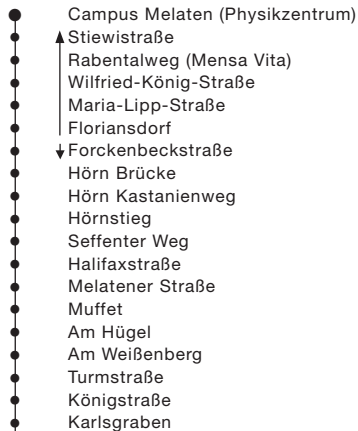 Campus Melaten (Physikzentrum)
Stiewistraße
Rabentalweg (Mensa Vita)
Wilfried-König-Straße
Maria-Lipp-Straße
Floriansdorf
Forckenbeckstraße
Hörn Brücke
Hörn Kastanienweg
Hörnstieg
Seffenter Weg
Halifaxstraße
Melatener Straße
Muffet
Am Hügel
Am Weißenberg
Turmstraße
Königstraße
Karlsgraben